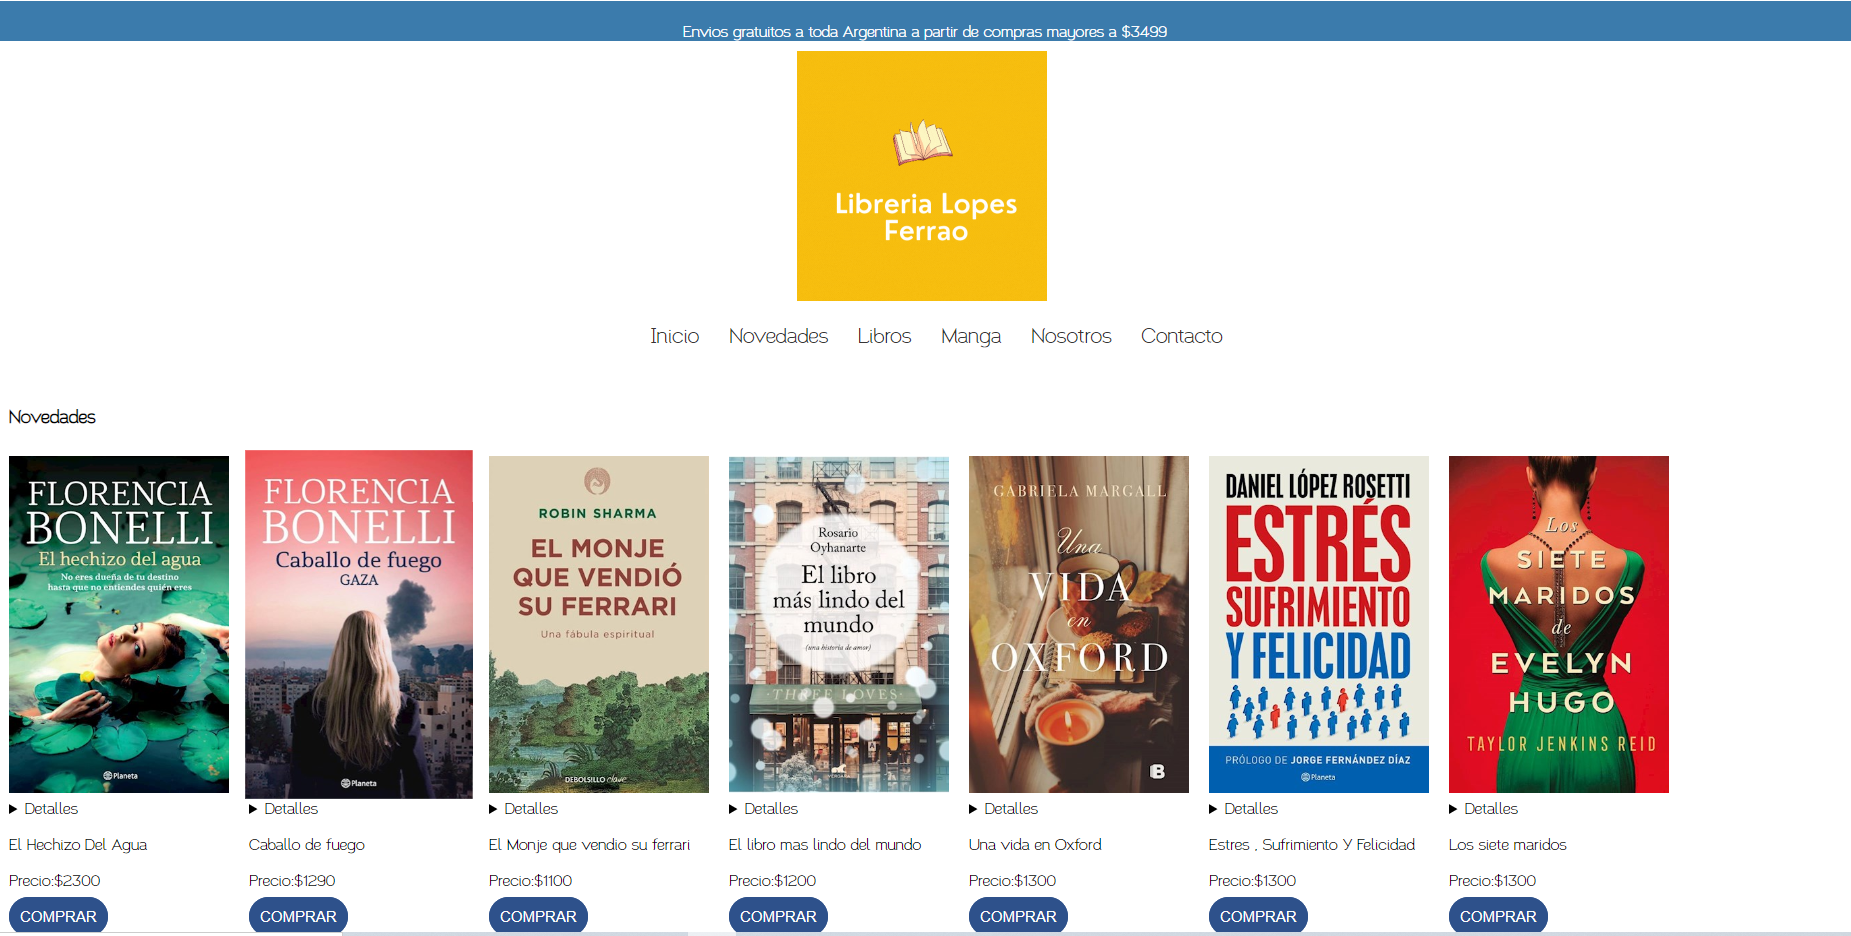 Envios gratuitos a toda Argentina a partir de compras mayores a $3499
Libreria Lopes
Ferrao
Inicio Novedades Libros Manga Nosotros Contacto
Novedades
FLORENCIA
BONELLI
El hechizo del agua
No eres dueña de tu destino
hasta que no entiendes quién eres
Planeta
FLORENCIA
BONELLI
Caballo de fuego
GAZA
Planeta
ROBIN SHARMA
EL MONJE
QUE VENDIÓ
SU FERRARI
Una fábula espiritual
DEBOLSILLO clave
Rosario
Oyhanarte
El libro
más lindo del
mundo
(una historia de amor)
THREE LOVES
VERGARA
GABRIELA MARGALL
Una
VIDA
en
OXFORD
B
DANIEL LÓPEZ ROSETTI
ESTRÉS
SUFRIMIENTO
Y FELICIDAD
PRÓLOGO DE JORGE FERNÁNDEZ DÍAZ
Planeta
Los
SIETE
MARIDOS
de
EVELYN
HUGO
TAYLOR JENKINS REID
Detalles
Detalles
Detalles
Detalles
Detalles
Detalles
Detalles
El Hechizo Del Agua
Caballo de fuego
El Monje que vendio su ferrari
El libro mas lindo del mundo
Una vida en Oxford
Estres , Sufrimiento Y Felicidad
Los siete maridos
Precio:$2300
Precio:$1290
Precio:$1100
Precio:$1200
Precio:$1300
Precio:$1300
Precio:$1300
COMPRAR
COMPRAR
COMPRAR
COMPRAR
COMPRAR
COMPRAR
COMPRAR